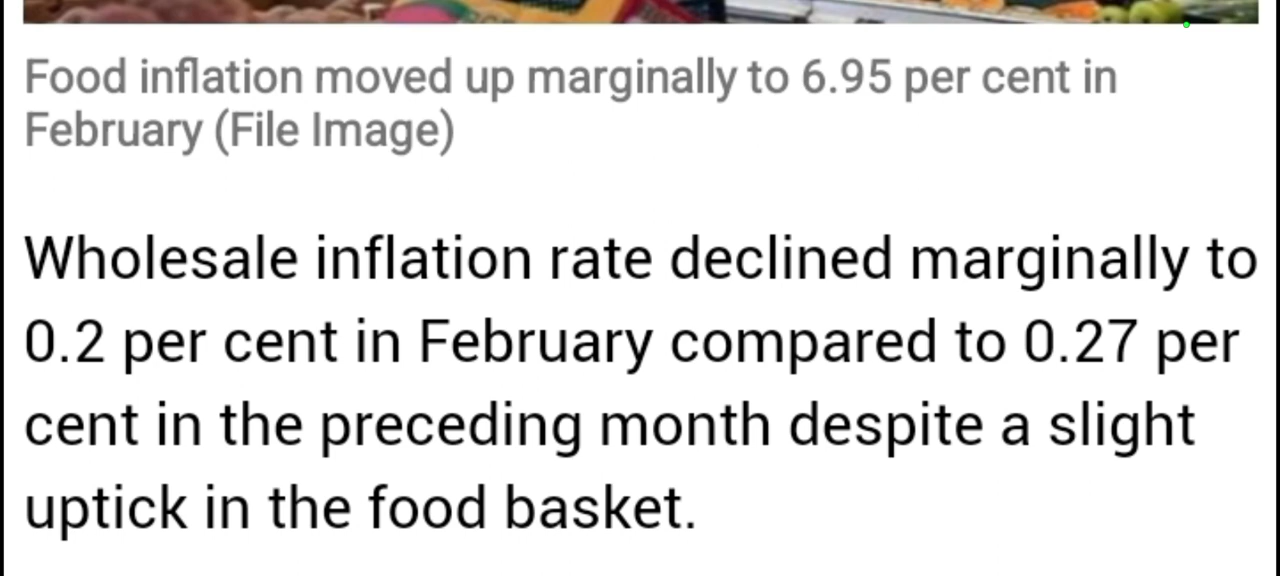 Food inflation moved up marginally to 6.95 per cent in
February (File Image)
Wholesale inflation rate declined marginally to
0.2 per cent in February compared to 0.27 per
cent in the preceding month despite a slight
uptick in the food basket.